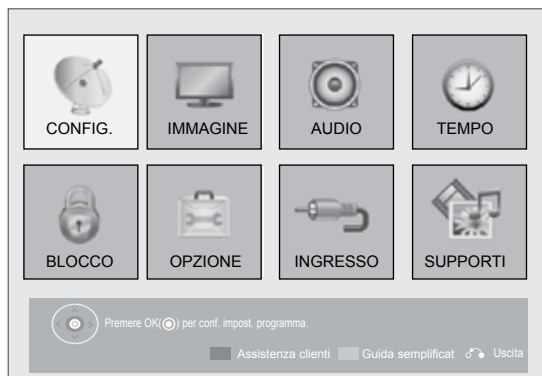 CONFIG. IMMAGINE AUDIO TEMPO
BLOCCO OPZIONE INGRESSO SUPPORTI
Premere OK( ) per conf. impost. programma.
Assistenza clienti Guida semplificat Uscita